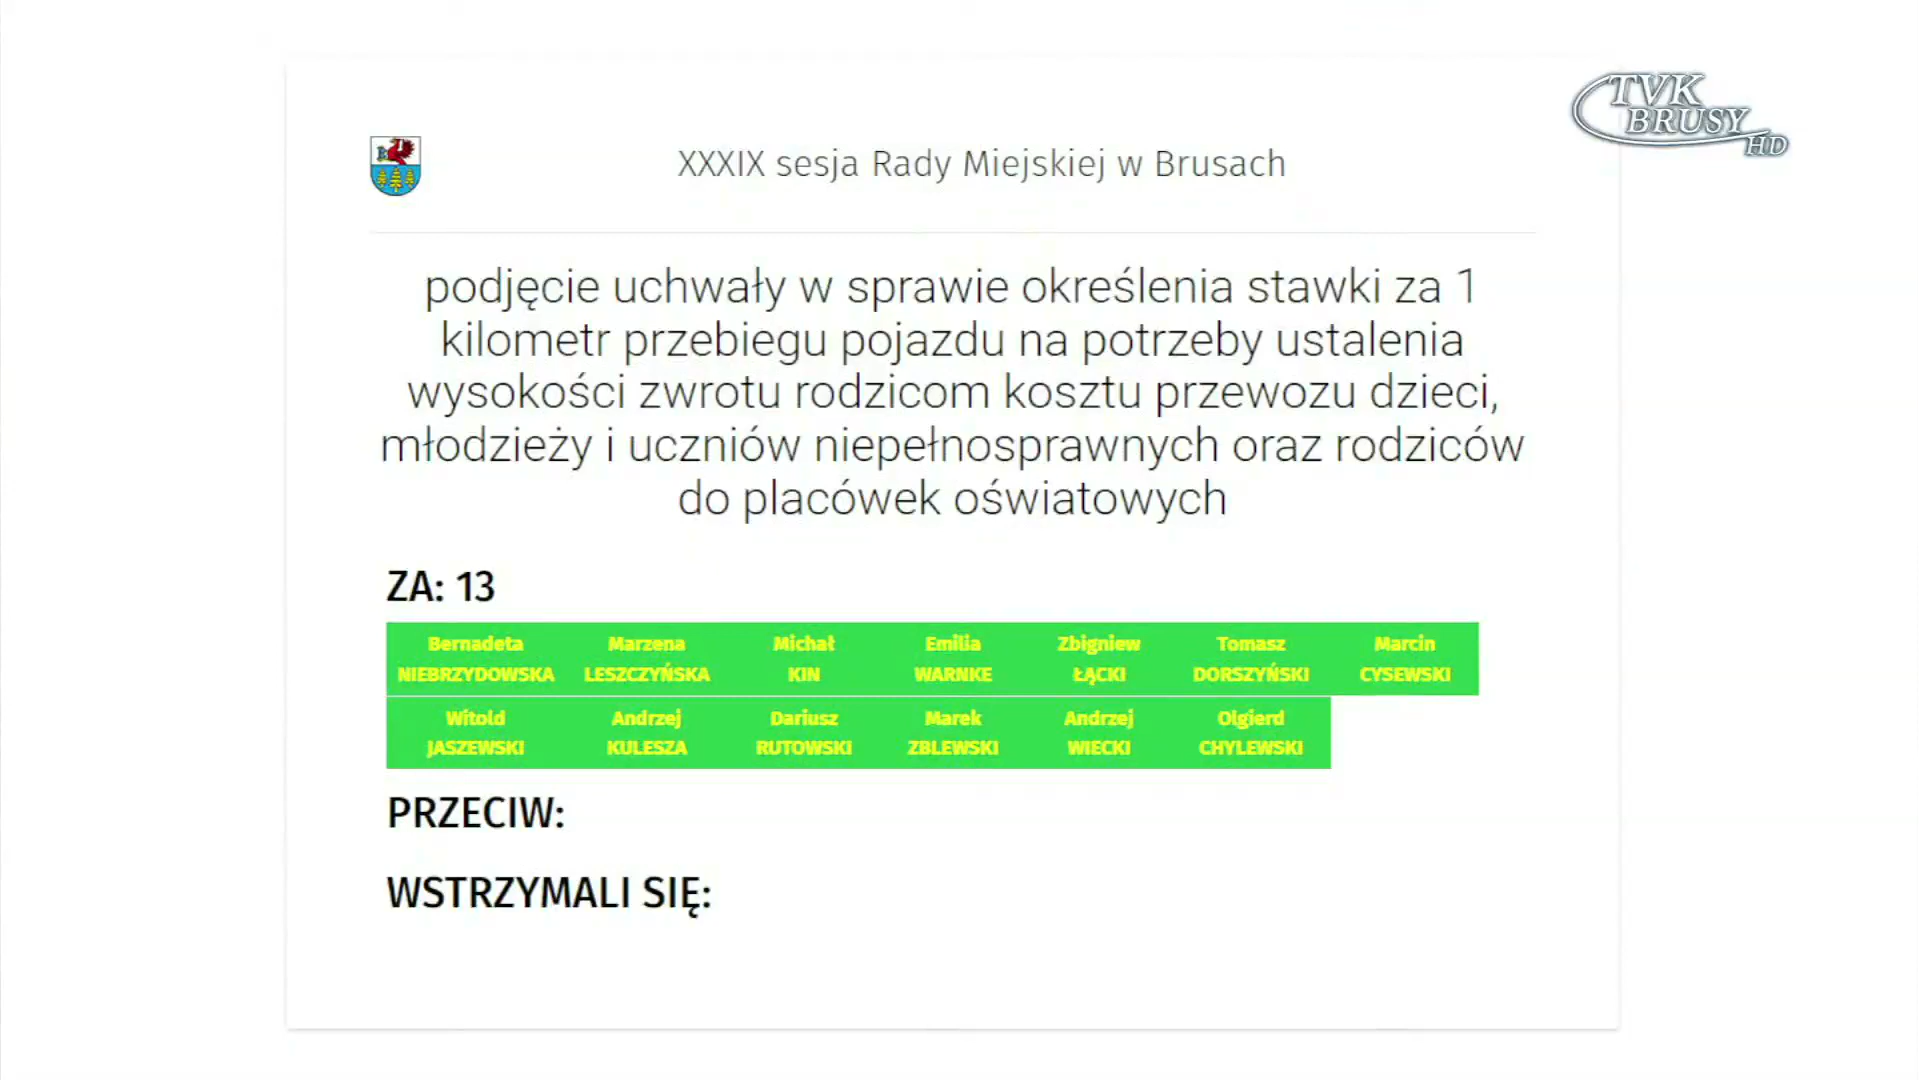 TVK
BRUSY
HD
XXXIX sesja Rady Miejskiej w Brusach
podjęcie uchwały w sprawie określenia stawki za 1
kilometr przebiegu pojazdu na potrzeby ustalenia
wysokości zwrotu rodzicom kosztu przewozu dzieci,
młodzieży i uczniów niepełnosprawnych oraz rodziców
do placówek oświatowych
ZA: 13
Bernadeta Marzena Michał Emilia Zbigniew Tomasz Marcin
NIEBRZYDOWSKA LESZCZYŃSKA KIN WARNKE ŁĄCKI DORSZYŃSKI CYSEWSKI
Witold Andrzej Dariusz Marek Andrzej Olgierd
JASZEWSKI KULESZA RUTOWSKI ZBLEWSKI WIECKI CHYLEWSKI
PRZECIW:
WSTRZYMALI SIĘ: